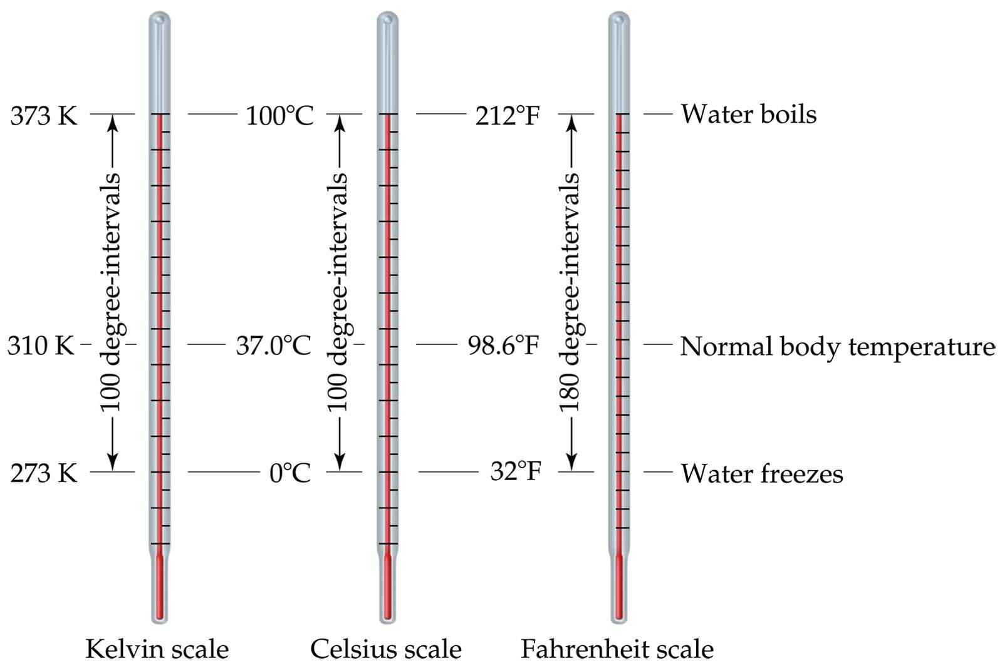 373 K 100°C 212°F Water boils
100 degree-intervals 100 degree-intervals 180 degree-intervals
310 K 37.0°C 98.6°F Normal body temperature
273 K 0°C 32°F Water freezes
Kelvin scale Celsius scale Fahrenheit scale